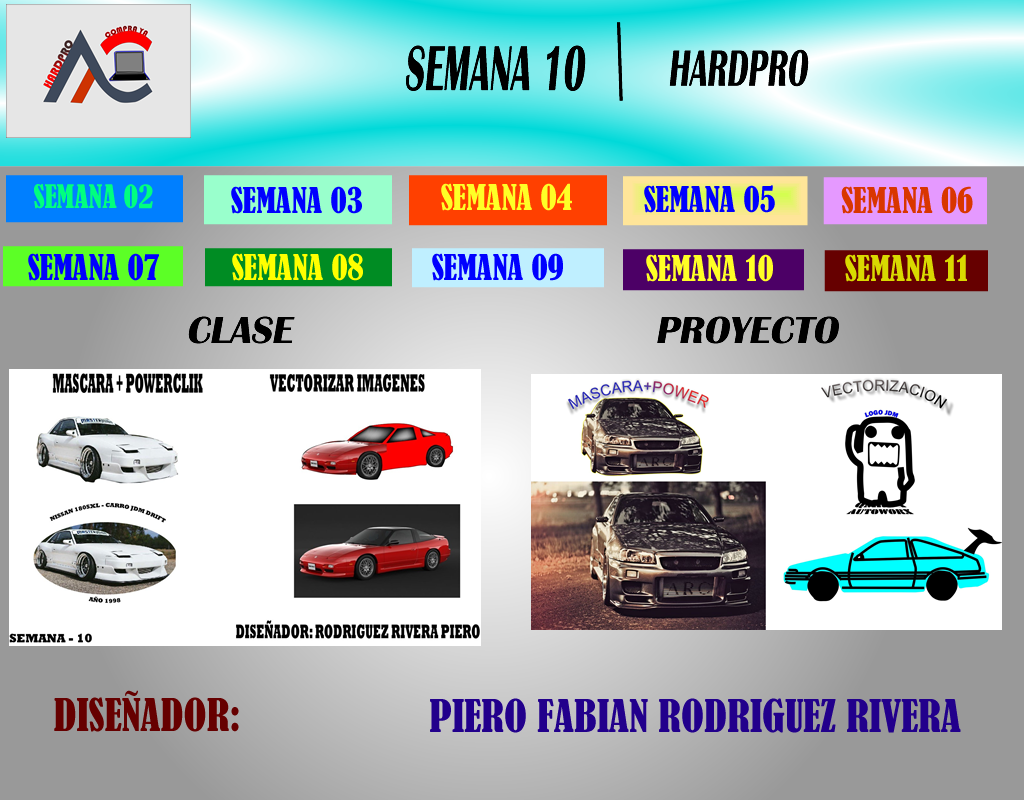 HARDPRO
COMPRA YA
SEMANA 10
HARDPRO
SEMANA 02
SEMANA 03
SEMANA 04
SEMANA 05
SEMANA 06
SEMANA 07
SEMANA 08
SEMANA 09
SEMANA 10
SEMANA 11
CLASE
PROYECTO
MASCARA + POWERCLIK
VECTORIZAR IMAGENES
NISSAN 180SXL - CARRO JDM DRIFT
AÑO 1998
SEMANA - 10
DISEÑADOR: RODRIGUEZ RIVERA PIERO
MASCARA+POWER
VECTORIZACION
LOGO JDM
AUTOWORX
DISEÑADOR:
PIERO FABIAN RODRIGUEZ RIVERA